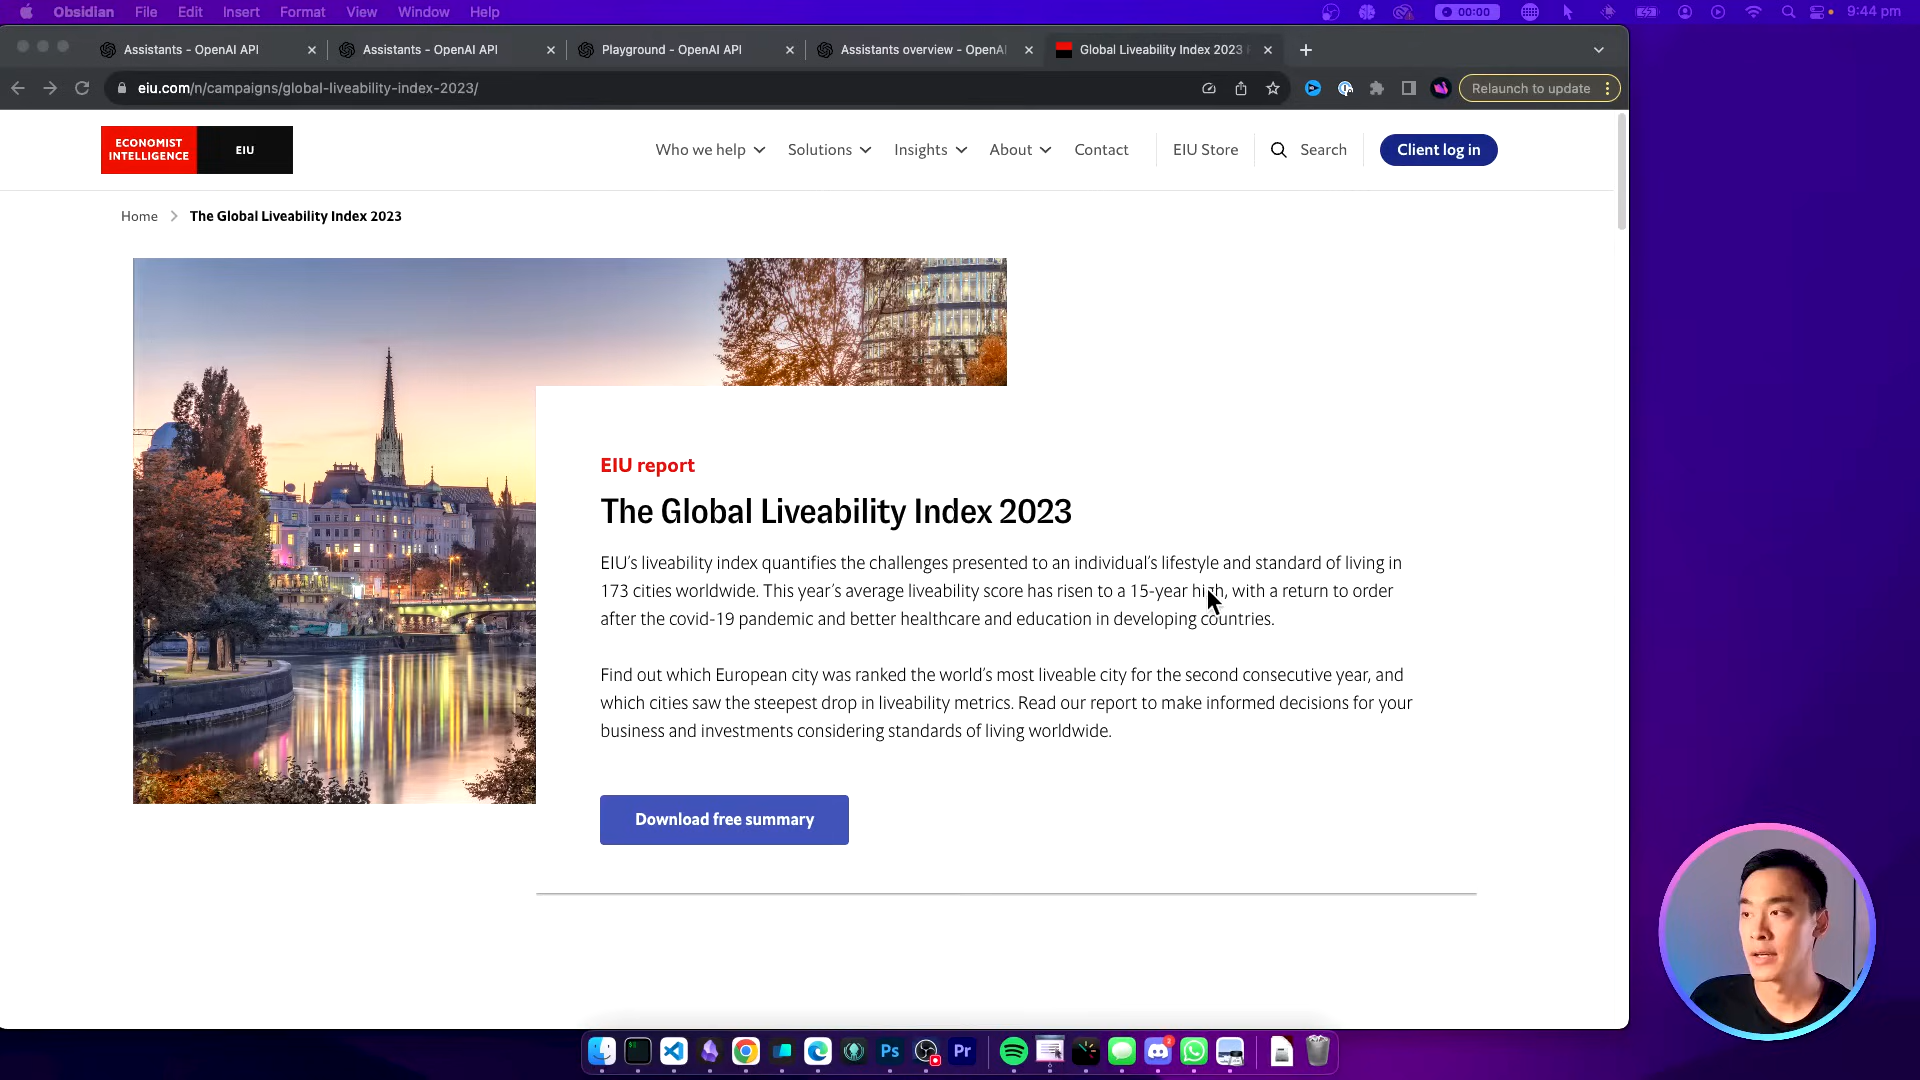 Obsidian File Edit Insert Format View Window Help 00:00 9:44 pm
Assistants - OpenAI API Assistants - OpenAI API Playground - OpenAI API Assistants overview - OpenAI Global Liveability Index 2023
eiu.com/n/campaigns/global-liveability-index-2023/ Relaunch to update
ECONOMIST
INTELLIGENCE
EIU
Who we help Solutions Insights About Contact EIU Store Search Client log in
Home The Global Liveability Index 2023
EIU report
The Global Liveability Index 2023
EIU's liveability index quantifies the challenges presented to an individual's lifestyle and standard of living in
173 cities worldwide. This year's average liveability score has risen to a 15-year high, with a return to order
after the covid-19 pandemic and better healthcare and education in developing countries.
Find out which European city was ranked the world's most liveable city for the second consecutive year, and
which cities saw the steepest drop in liveability metrics. Read our report to make informed decisions for your
business and investments considering standards of living worldwide.
Download free summary
Ps Pr 2